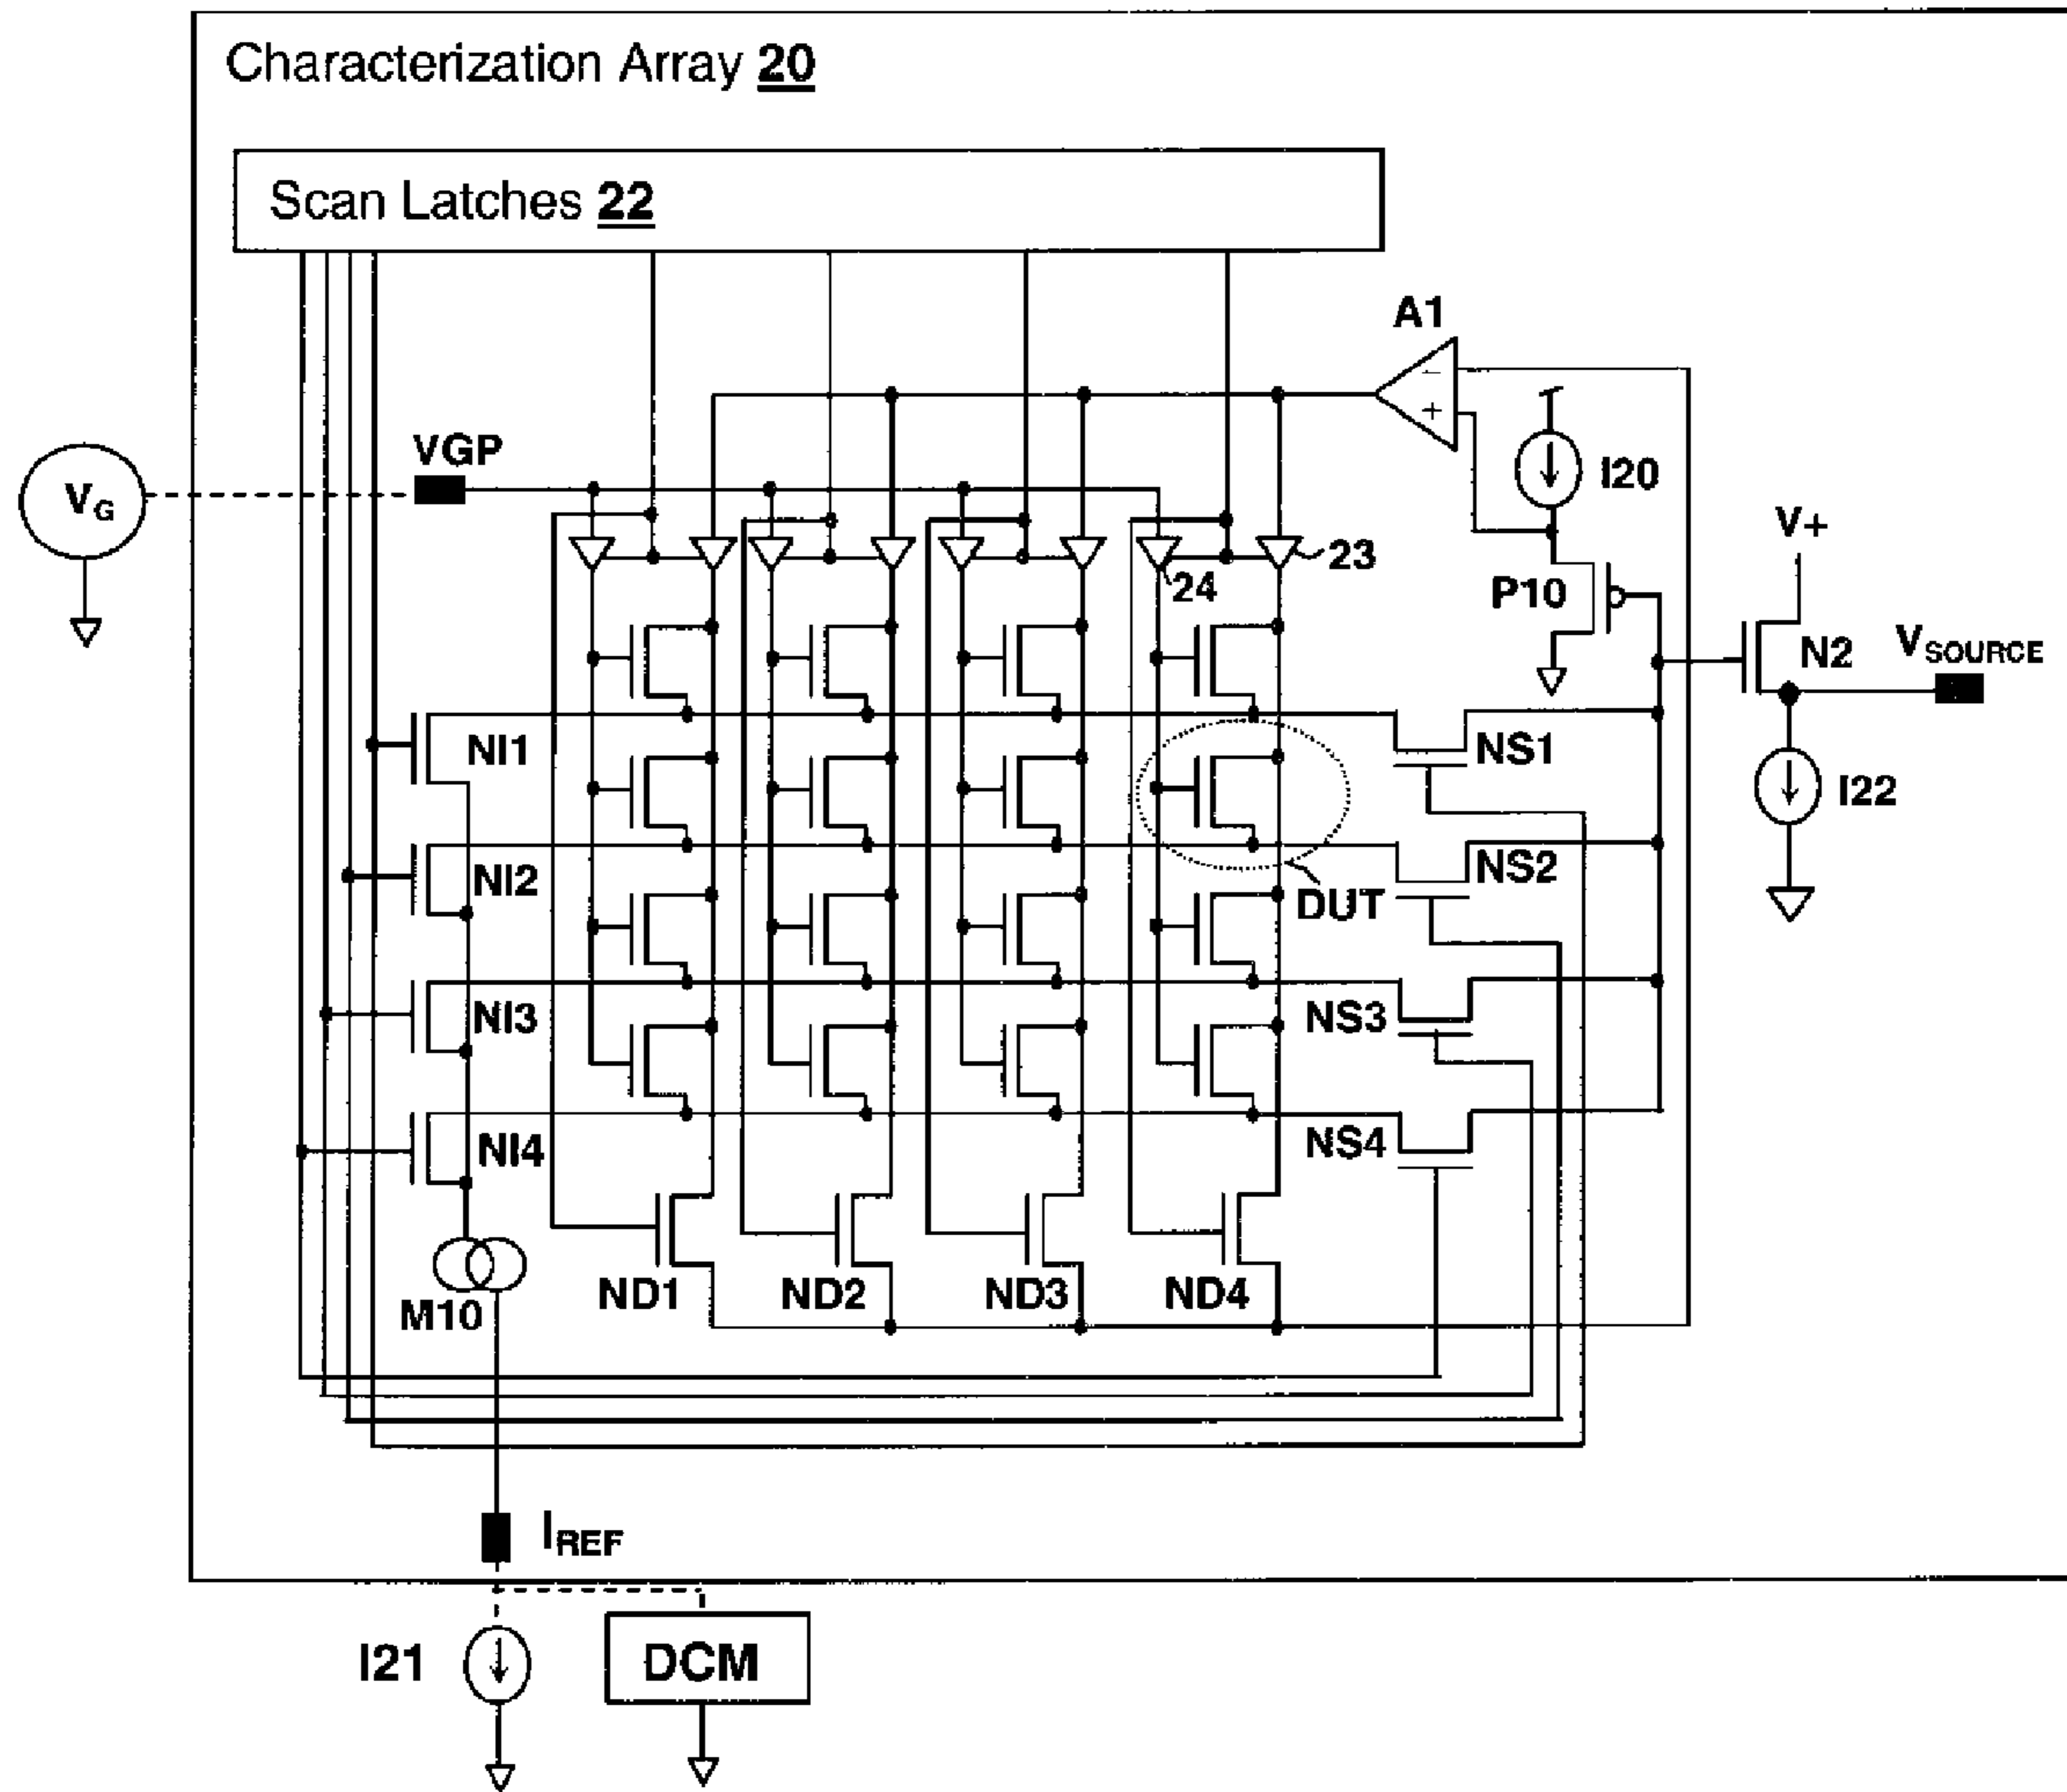 Characterization Array 20
Scan Latches 22
A1
−
+
VGP
VG
I20
V+
23
24
P10
N2
VSOURCE
NI1
NS1
I22
NI2
NS2
DUT
NI3
NS3
NI4
NS4
ND1
ND2
ND3
ND4
M10
IREF
I21
DCM